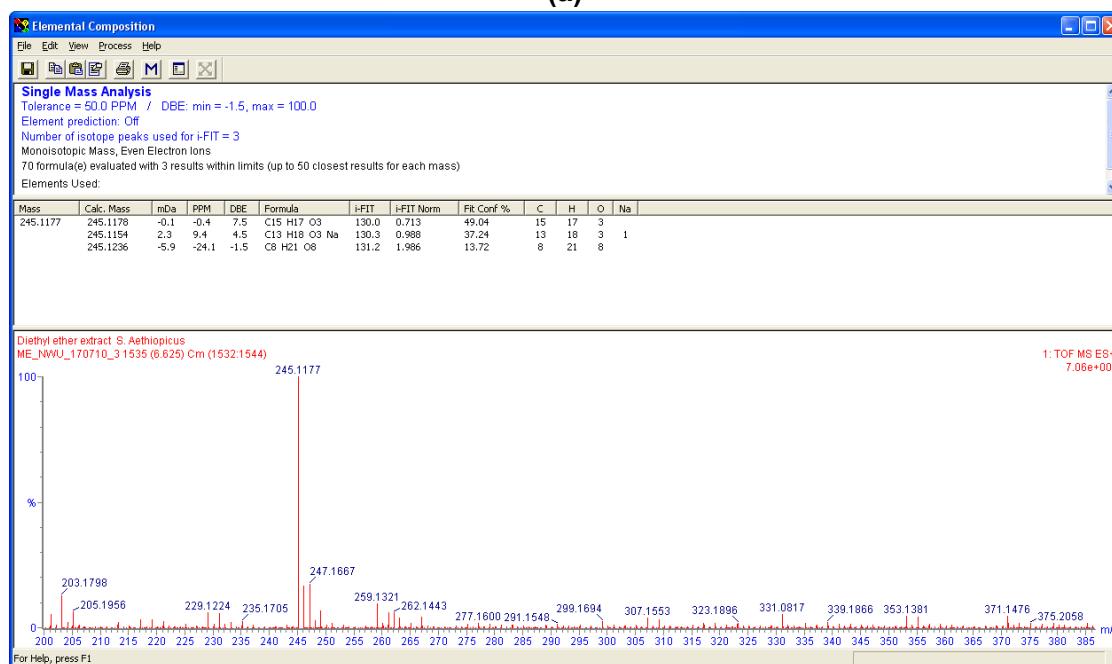 (a)
Elemental Composition
File Edit View Process Help
Single Mass Analysis
Tolerance = 50.0 PPM / DBE: min = -1.5, max = 100.0
Element prediction: Off
Number of isotope peaks used for i-FIT = 3
Monoisotopic Mass, Even Electron Ions
70 formula(e) evaluated with 3 results within limits (up to 50 closest results for each mass)
Elements Used:
Mass Calc. Mass mDa PPM DBE Formula i-FIT i-FIT Norm Fit Conf % C H O Na
245.1177 245.1178 -0.1 -0.4 7.5 C15 H17 O3 130.0 0.713 49.04 15 17 3
245.1154 2.3 9.4 4.5 C13 H18 O3 Na 130.3 0.988 37.24 13 18 3 1
245.1236 -5.9 -24.1 -1.5 C8 H21 O8 131.2 1.986 13.72 8 21 8
Diethyl ether extract S. Aethiopicus
ME_NWU_170710_3 1535 (6.625) Cm (1532:1544)
1: TOF MS ES+
7.06e+00
100
%
0
245.1177
203.1798
205.1956
229.1224
235.1705
247.1667
259.1321
262.1443
277.1600
291.1548
299.1694
307.1553
323.1896
331.0817
339.1866
353.1381
371.1476
375.2058
200 205 210 215 220 225 230 235 240 245 250 255 260 265 270 275 280 285 290 295 300 305 310 315 320 325 330 335 340 345 350 355 360 365 370 375 380 385
For Help, press F1